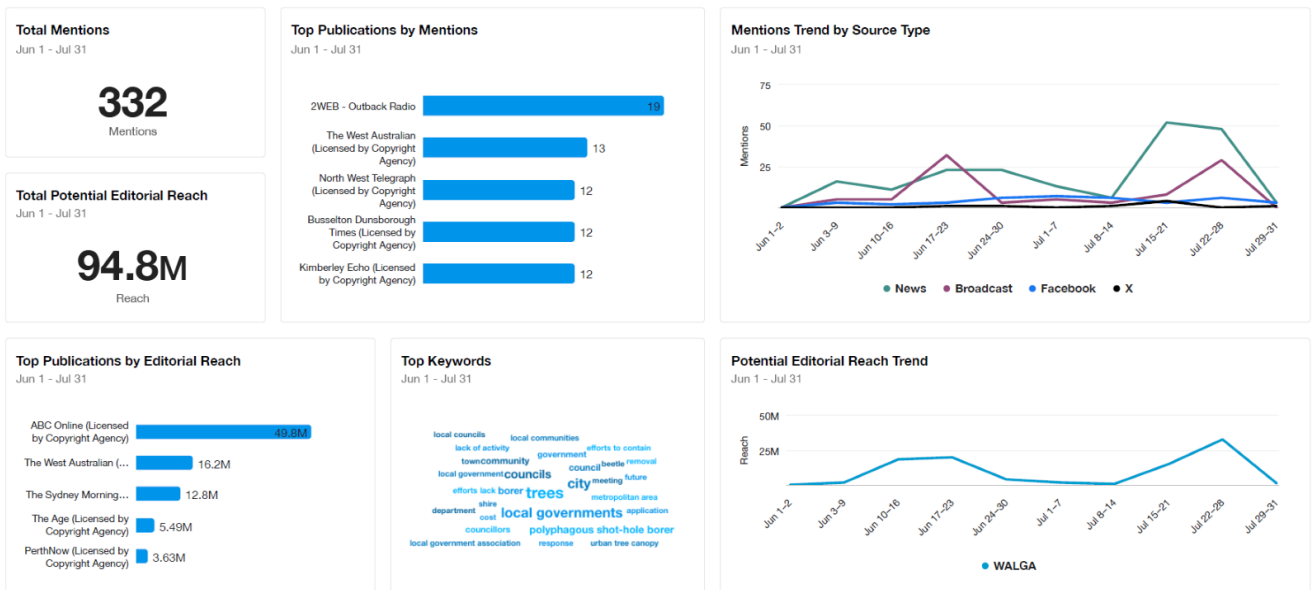 Total Mentions
Jun 1 - Jul 31
332
Mentions
Total Potential Editorial Reach
Jun 1 - Jul 31
94.8M
Reach
Top Publications by Mentions
Jun 1 - Jul 31
2WEB - Outback Radio
19
The West Australian
(Licensed by Copyright
Agency)
13
North West Telegraph
(Licensed by Copyright
Agency)
12
Busselton Dunsborough
Times (Licensed by
Copyright Agency)
12
Kimberley Echo (Licensed
by Copyright Agency)
12
Mentions Trend by Source Type
Jun 1 - Jul 31
Mentions
75
50
25
Jun 1–2
Jun 3–9
Jun 10–16
Jun 17–23
Jun 24–30
Jul 1–7
Jul 8–14
Jul 15–21
Jul 22–28
Jul 29–31
News
Broadcast
Facebook
X
Top Publications by Editorial Reach
Jun 1 - Jul 31
ABC Online (Licensed
by Copyright Agency)
49.8M
The West Australian (...
16.2M
The Sydney Morning...
12.8M
The Age (Licensed by
Copyright Agency)
5.49M
PerthNow (Licensed by
Copyright Agency)
3.63M
Top Keywords
Jun 1 - Jul 31
local councils
local communities
lack of activity
efforts to contain
government
town
community
council
beetle
removal
local government
councils
city
meeting
future
efforts lack
borer
trees
metropolitan area
shire
department
cost
local governments
application
councillors
polyphagous shot-hole borer
local government association
response
urban tree canopy
Potential Editorial Reach Trend
Jun 1 - Jul 31
Reach
50M
25M
Jun 1–2
Jun 3–9
Jun 10–16
Jun 17–23
Jun 24–30
Jul 1–7
Jul 8–14
Jul 15–21
Jul 22–28
Jul 29–31
WALGA